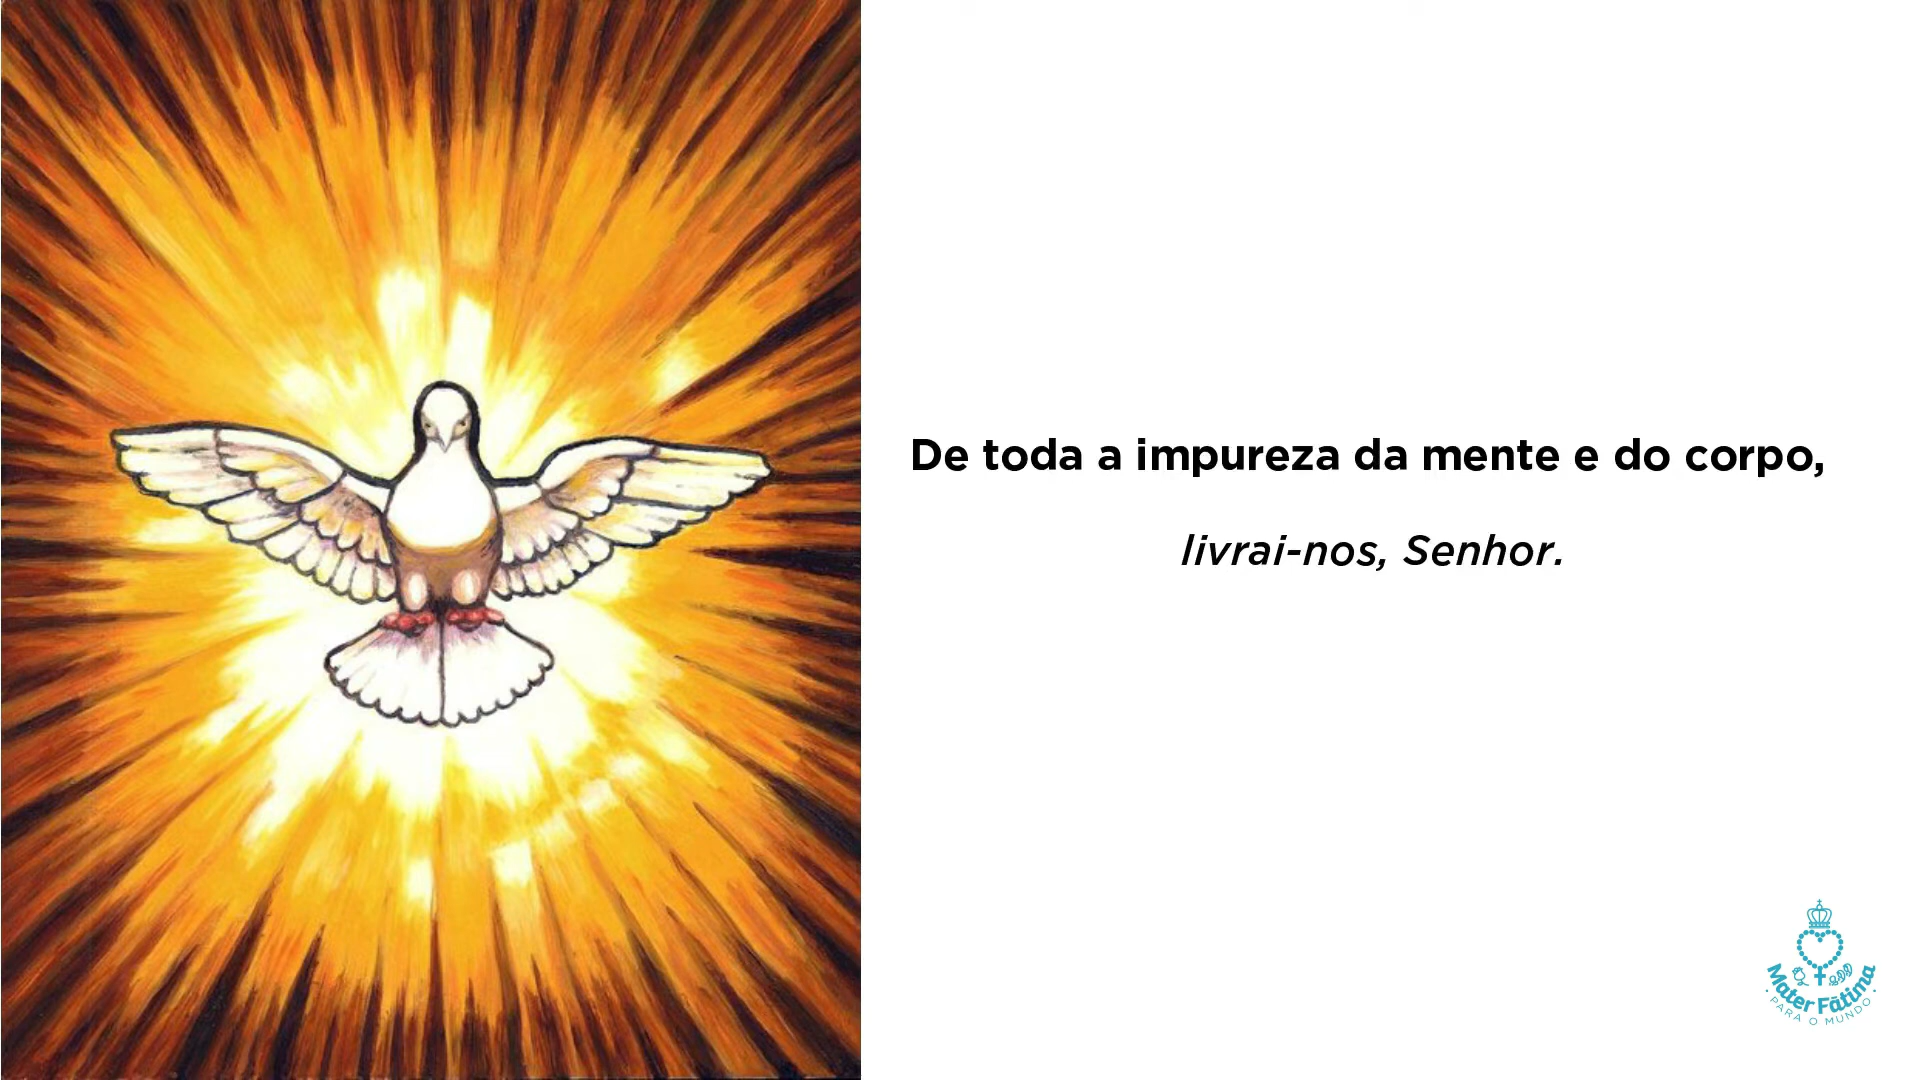 De toda a impureza da mente e do corpo,
livrai-nos, Senhor.
Mater Fátima
• PARA O MUNDO •